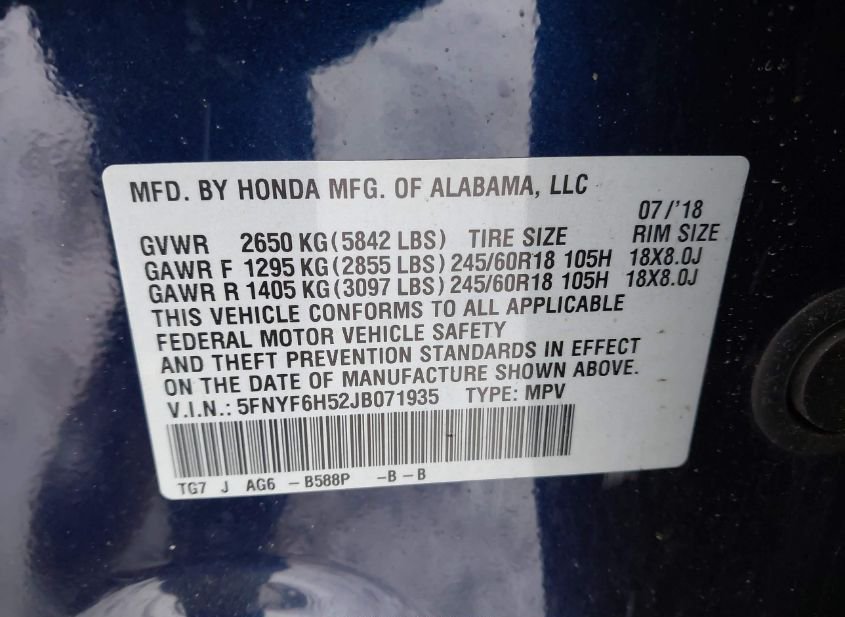 MFD. BY HONDA MFG. OF ALABAMA, LLC
07/'18
GVWR 2650 KG(5842 LBS) TIRE SIZE RIM SIZE
GAWR F 1295 KG(2855 LBS)245/60R18 105H 18X8.0J
GAWR R 1405 KG(3097 LBS)245/60R18 105H 18X8.0J
THIS VEHICLE CONFORMS TO ALL APPLICABLE
FEDERAL MOTOR VEHICLE SAFETY
AND THEFT PREVENTION STANDARDS IN EFFECT
ON THE DATE OF MANUFACTURE SHOWN ABOVE.
V.I.N.: 5FNYF6H52JB071935 TYPE: MPV
TG7 J AG6 -B588P -B-B